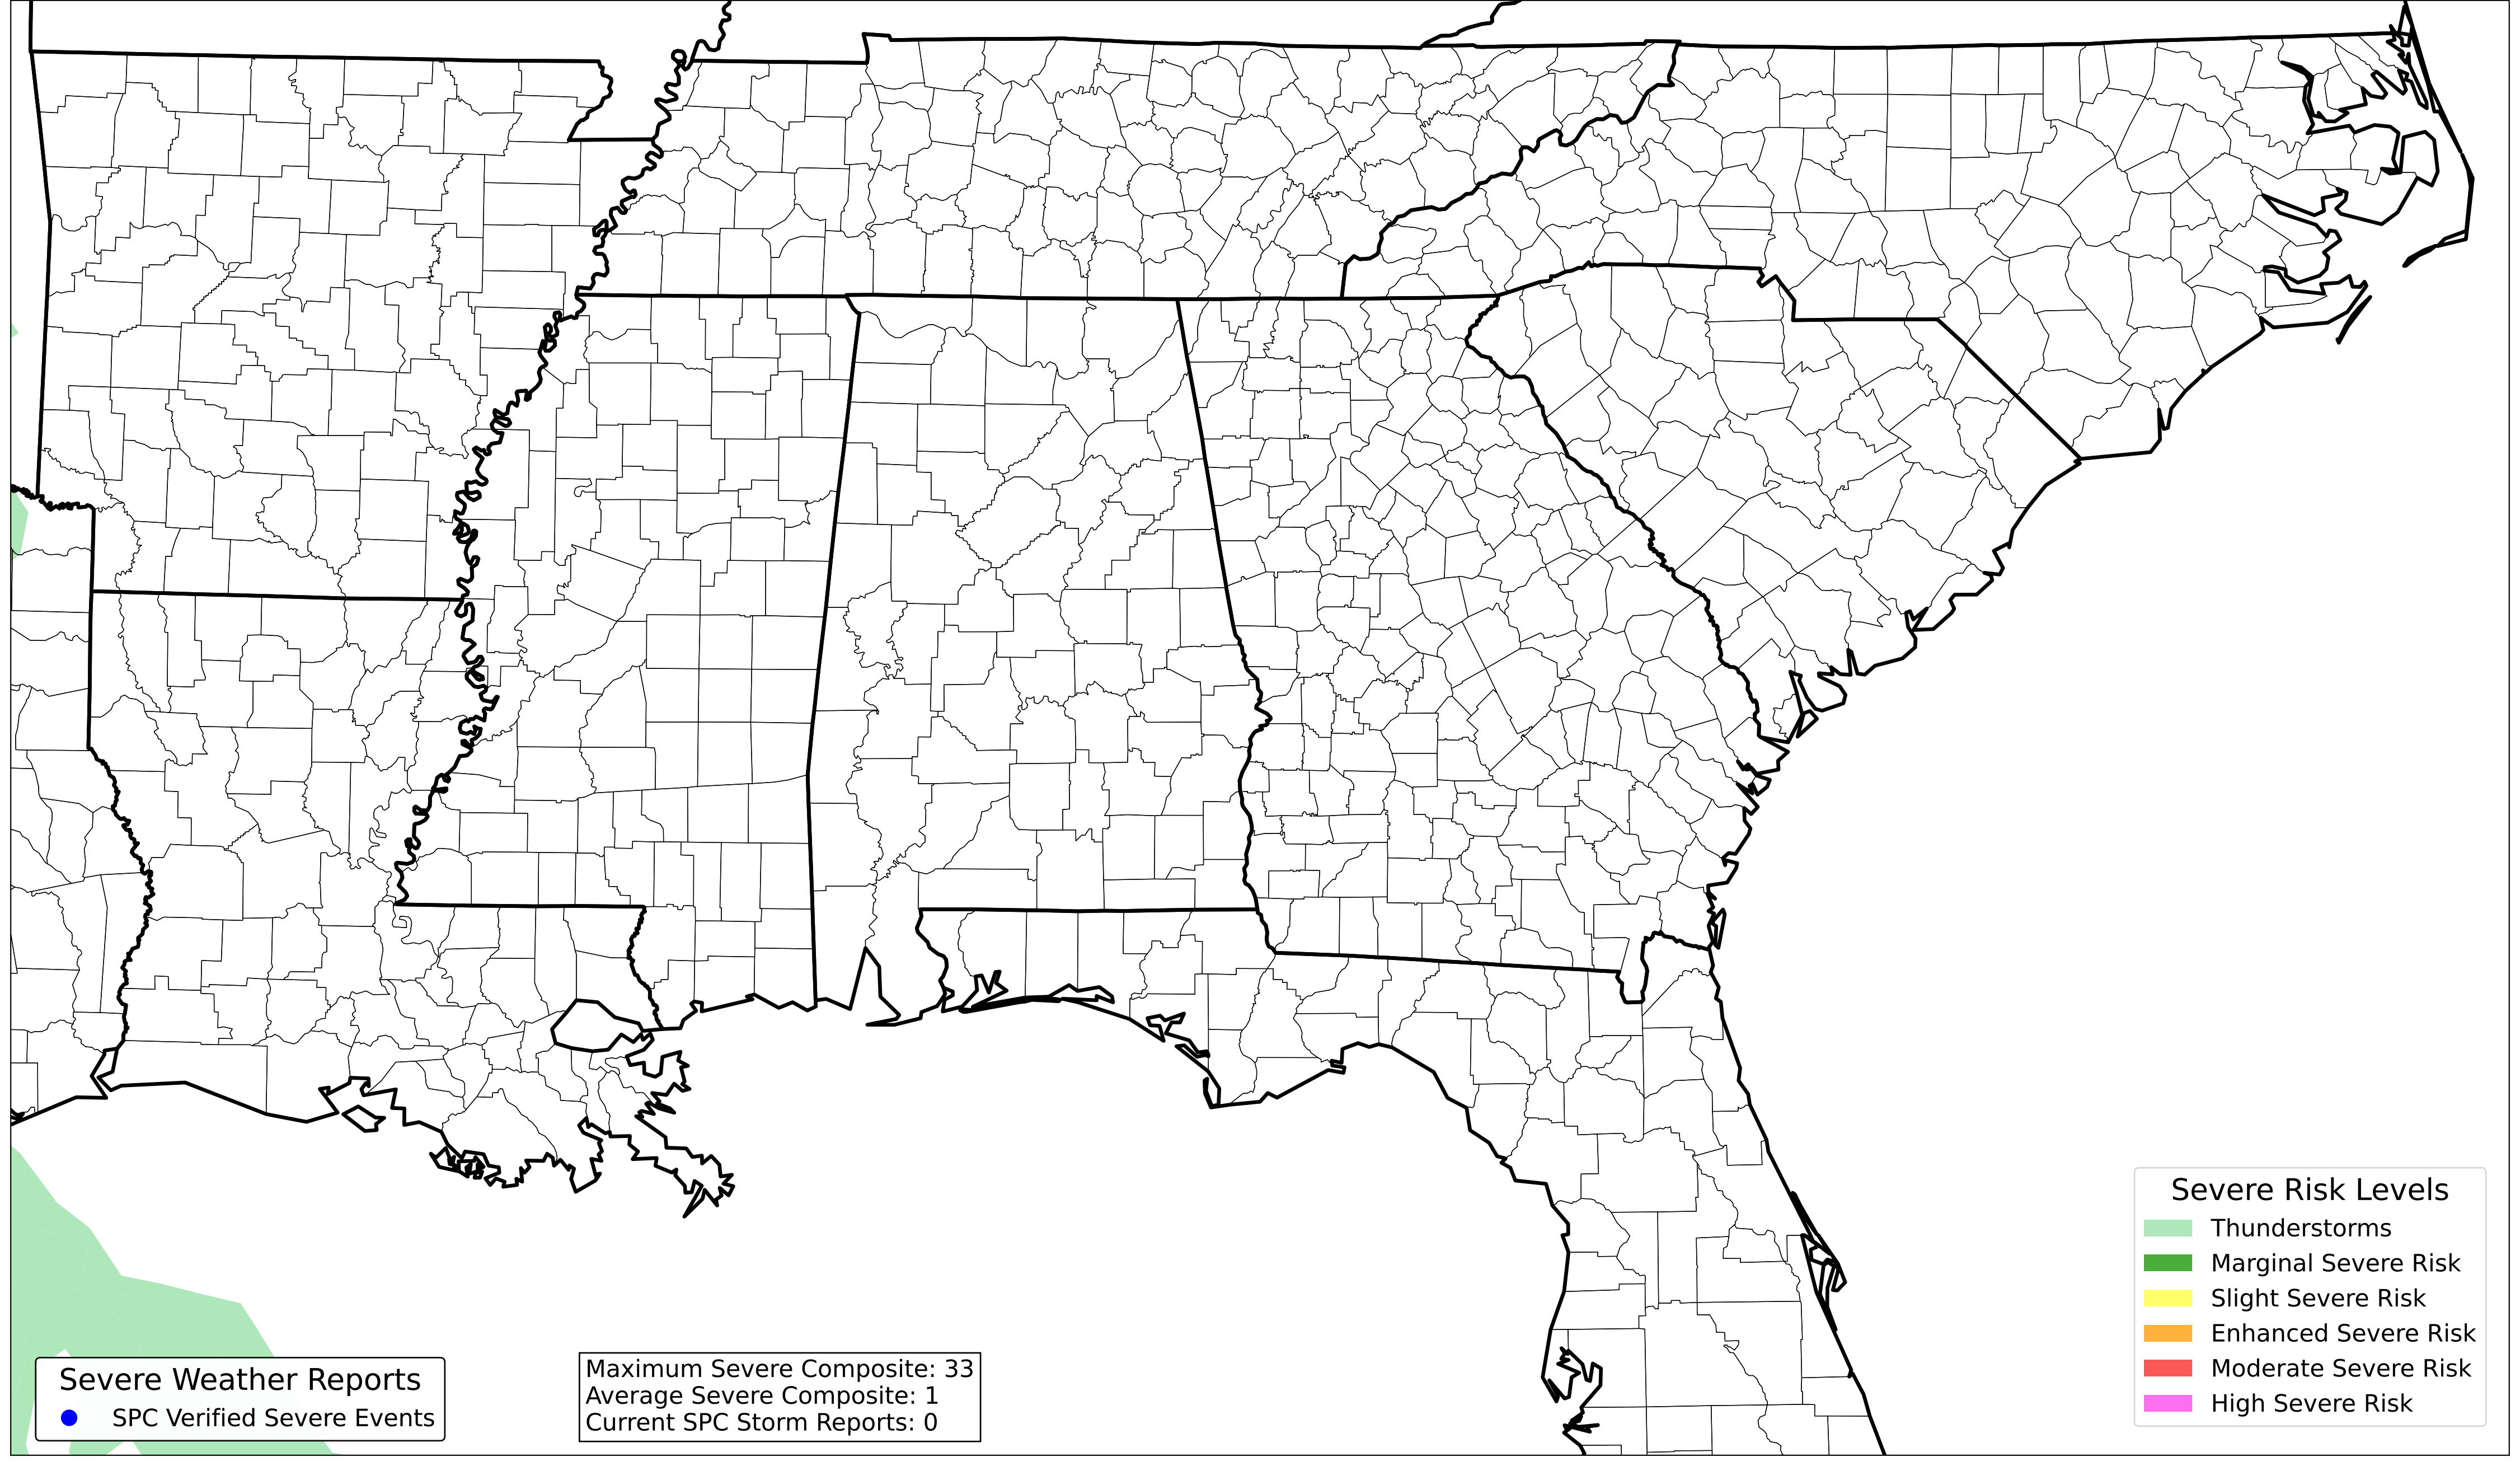 Severe Risk Levels
Thunderstorms
Marginal Severe Risk
Slight Severe Risk
Enhanced Severe Risk
Moderate Severe Risk
High Severe Risk
Severe Weather Reports
SPC Verified Severe Events
Maximum Severe Composite: 33
Average Severe Composite: 1
Current SPC Storm Reports: 0